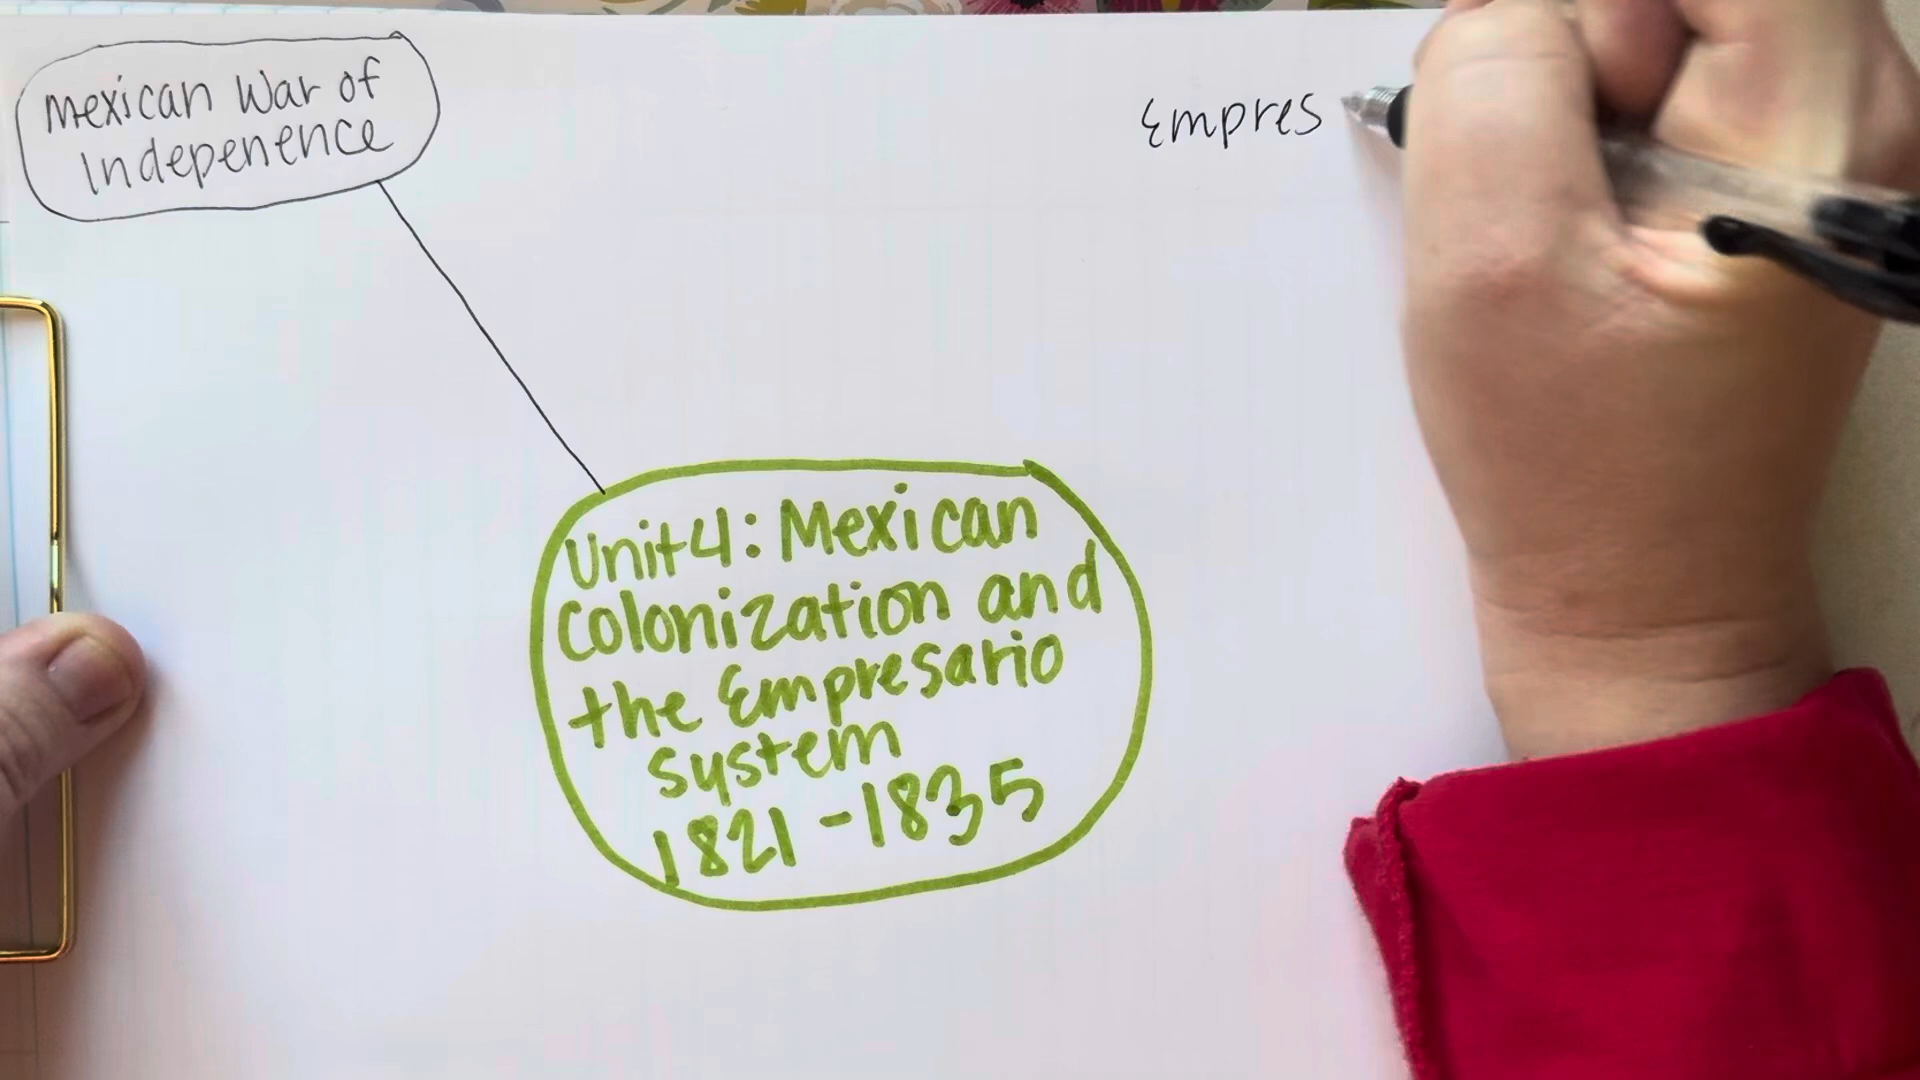 Mexican War of
Indepenence
Empres
Unit 4: Mexican
Colonization and
the Empresario
system
1821-1835